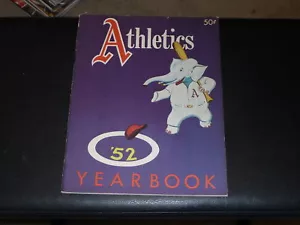 50¢
Athletics
A
'52
YEARBOOK